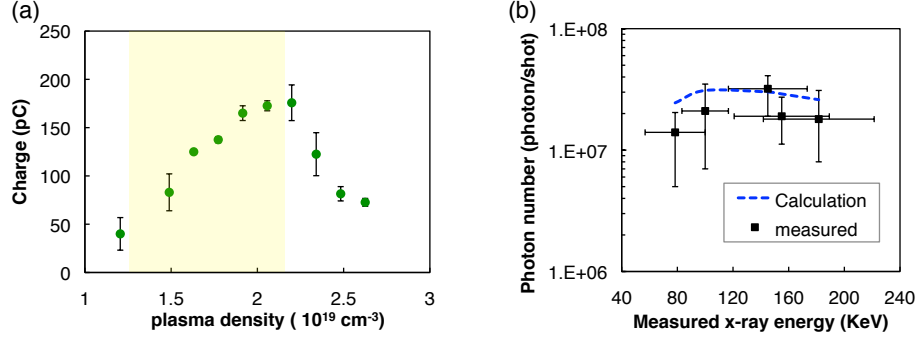 (a)
250
200
150
100
50
0
Charge (pC)
1
1.5
2
2.5
3
plasma density ( 10¹⁹ cm⁻³)
(b)
1.E+08
1.E+07
1.E+06
Photon number (photon/shot)
Calculation
measured
40
80
120
160
200
240
Measured x-ray energy (KeV)